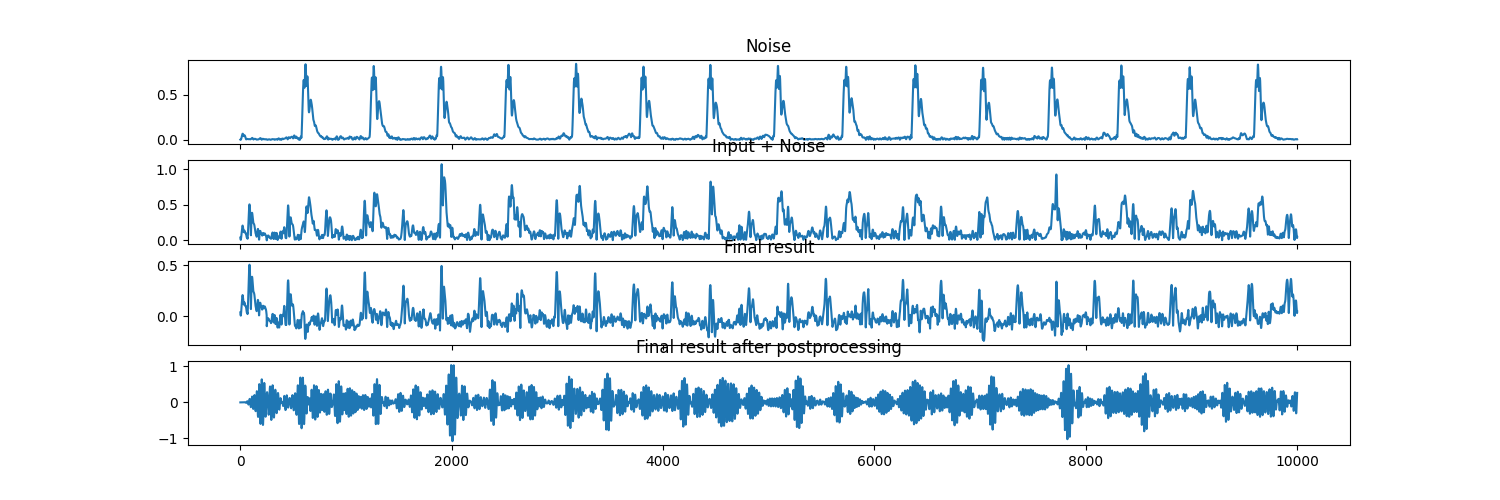 Noise
0.5
0.0
Input + Noise
1.0
0.5
0.0
Final result
0.5
0.0
Final result after postprocessing
1
0
−1
0 2000 4000 6000 8000 10000